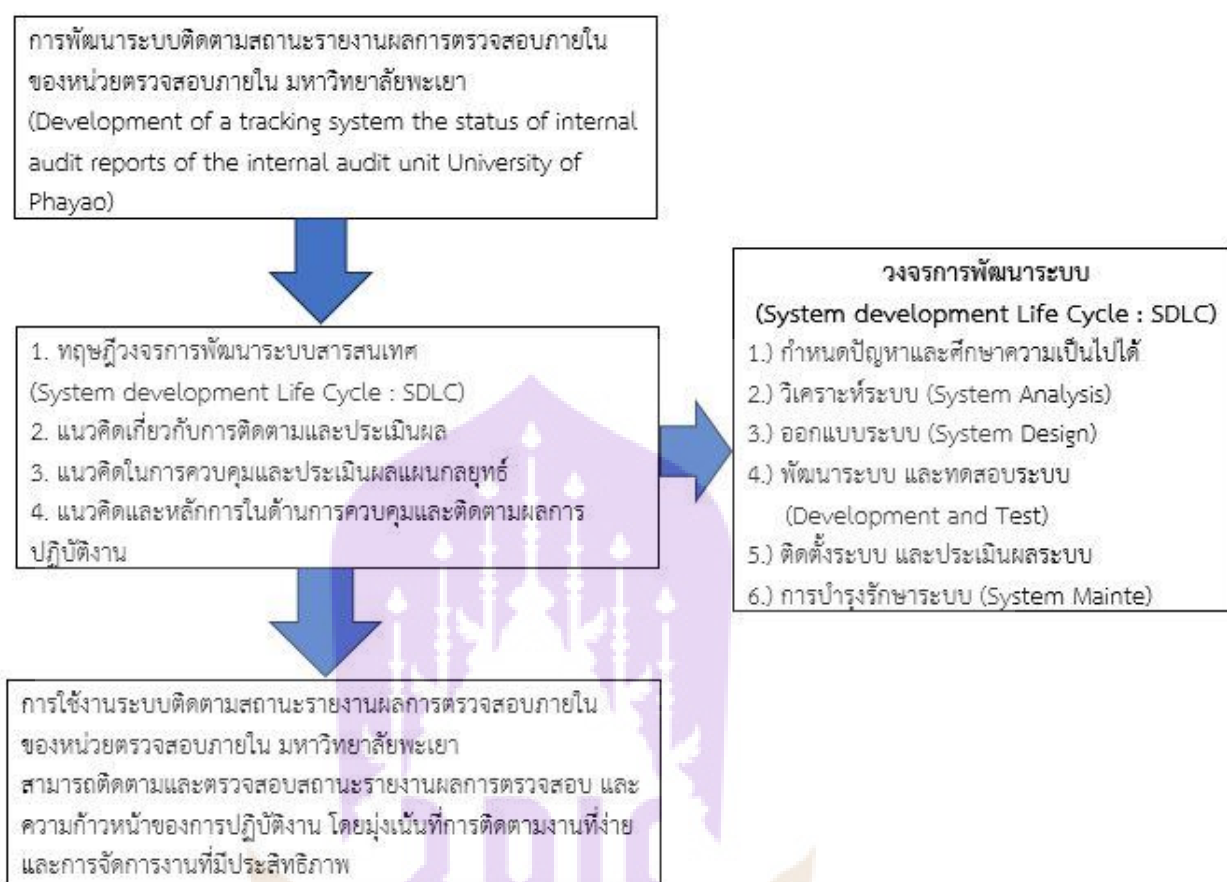 การพัฒนาระบบติดตามสถานะรายงานผลการตรวจสอบภายใน
ของหน่วยตรวจสอบภายใน มหาวิทยาลัยพะเยา
(Development of a tracking system the status of internal
audit reports of the internal audit unit University of
Phayao)
1. ทฤษฎีวงจรการพัฒนาระบบสารสนเทศ
(System development Life Cycle : SDLC)
2. แนวคิดเกี่ยวกับการติดตามและประเมินผล
3. แนวคิดในการควบคุมและประเมินผลแผนกลยุทธ์
4. แนวคิดและหลักการในด้านการควบคุมและติดตามผลการ
ปฏิบัติงาน
วงจรการพัฒนาระบบ
(System development Life Cycle : SDLC)
1.) กำหนดปัญหาและศึกษาความเป็นไปได้
2.) วิเคราะห์ระบบ (System Analysis)
3.) ออกแบบระบบ (System Design)
4.) พัฒนาระบบ และทดสอบระบบ
(Development and Test)
5.) ติดตั้งระบบ และประเมินผลระบบ
6.) การบำรุงรักษาระบบ (System Mainte)
การใช้งานระบบติดตามสถานะรายงานผลการตรวจสอบภายใน
ของหน่วยตรวจสอบภายใน มหาวิทยาลัยพะเยา
สามารถติดตามและตรวจสอบสถานะรายงานผลการตรวจสอบ และ
ความก้าวหน้าของการปฏิบัติงาน โดยมุ่งเน้นที่การติดตามงานที่ง่าย
และการจัดการงานที่มีประสิทธิภาพ